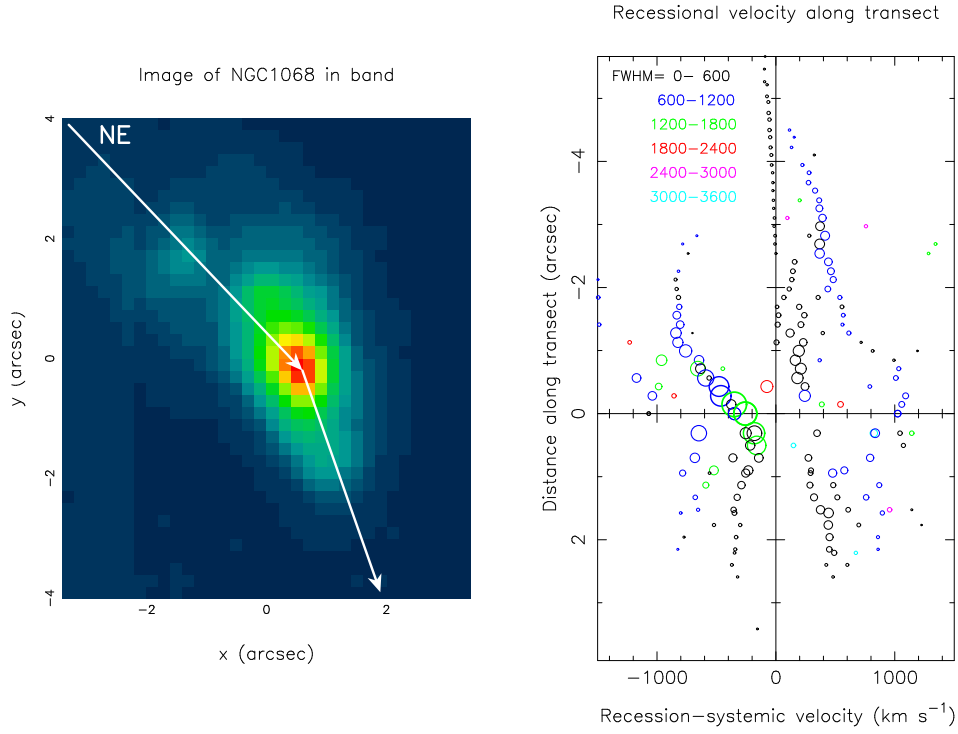 Recessional velocity along transect
Image of NGC1068 in band
NE
y (arcsec)
4
2
0
−2
−4
−2
0
2
x (arcsec)
FWHM= 0− 600
600−1200
1200−1800
1800−2400
2400−3000
3000−3600
Distance along transect (arcsec)
−4
−2
0
2
−1000
0
1000
Recession−systemic velocity (km s⁻¹)